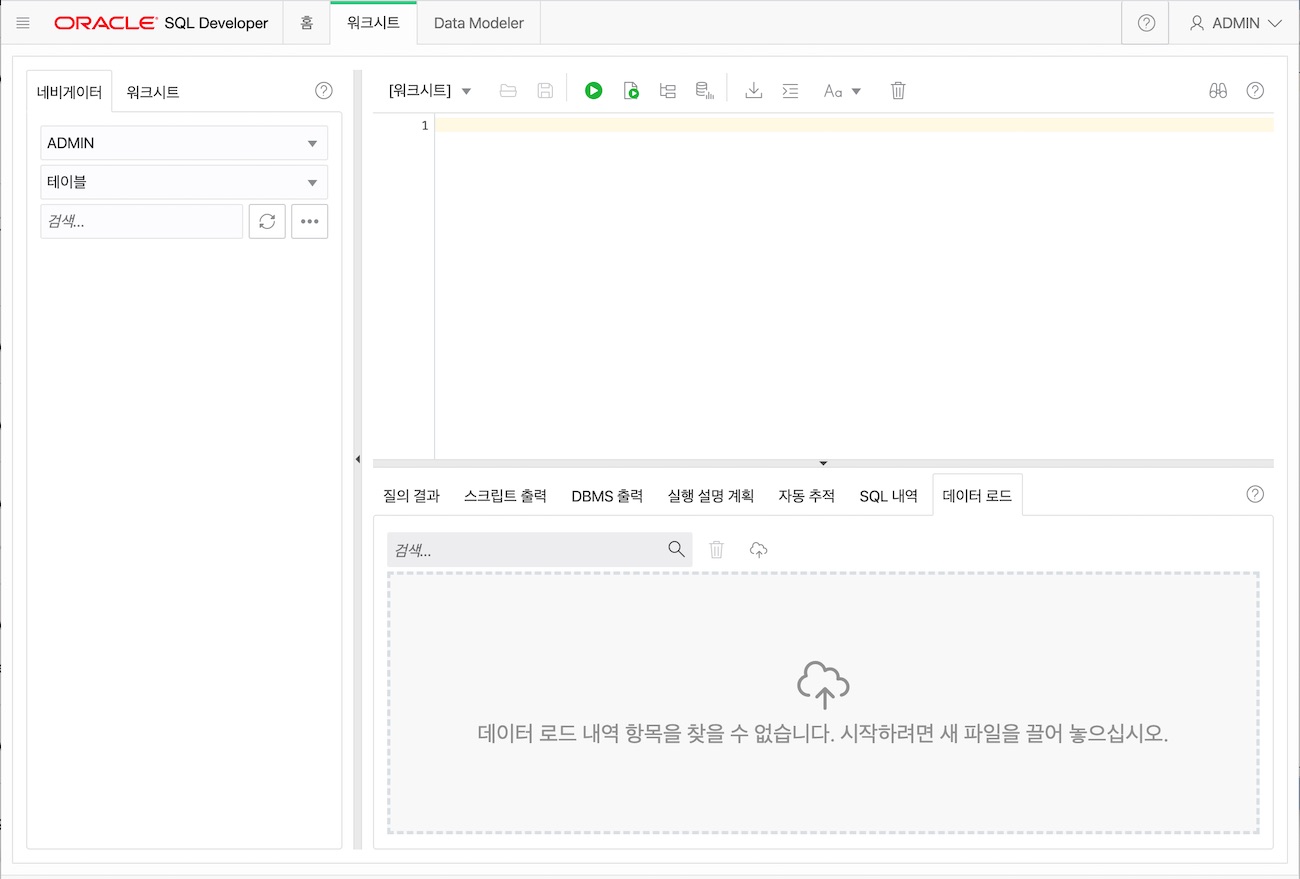 ORACLE SQL Developer 홈 워크시트 Data Modeler ADMIN
네비게이터 워크시트
ADMIN
테이블
검색...
[워크시트] Aa
1
질의 결과 스크립트 출력 DBMS 출력 실행 설명 계획 자동 추적 SQL 내역 데이터 로드
검색...
데이터 로드 내역 항목을 찾을 수 없습니다. 시작하려면 새 파일을 끌어 놓으십시오.